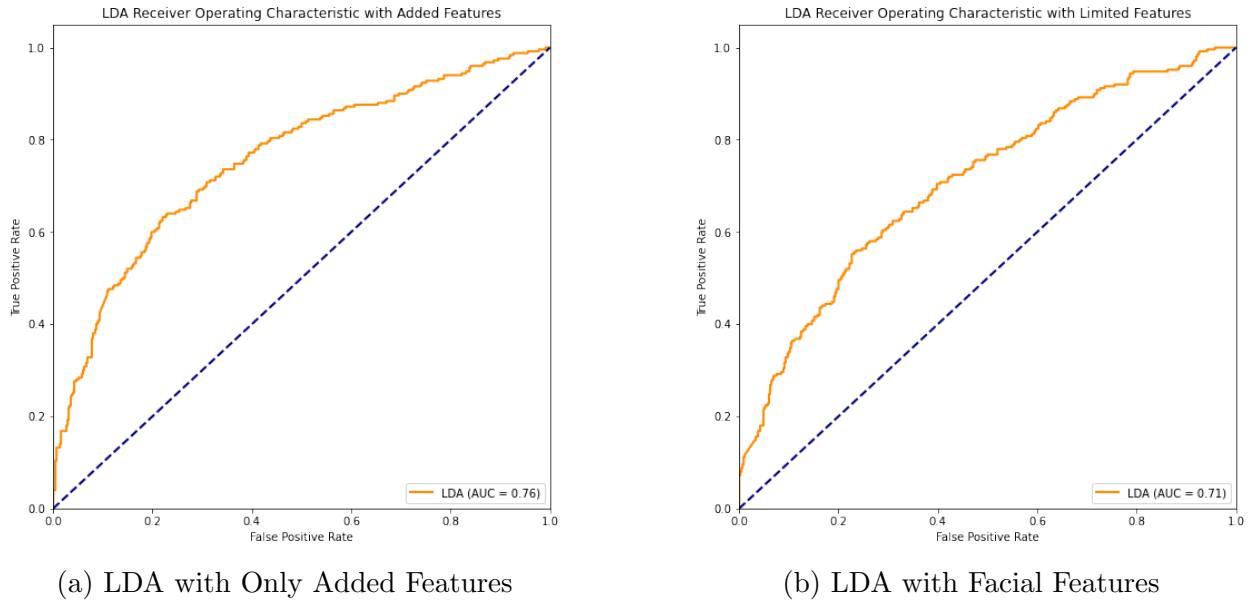 LDA Receiver Operating Characteristic with Added Features
1.0
0.8
0.6
0.4
0.2
0.0
True Positive Rate
0.0 0.2 0.4 0.6 0.8 1.0
False Positive Rate
LDA (AUC = 0.76)
(a) LDA with Only Added Features
LDA Receiver Operating Characteristic with Limited Features
1.0
0.8
0.6
0.4
0.2
0.0
True Positive Rate
0.0 0.2 0.4 0.6 0.8 1.0
False Positive Rate
LDA (AUC = 0.71)
(b) LDA with Facial Features